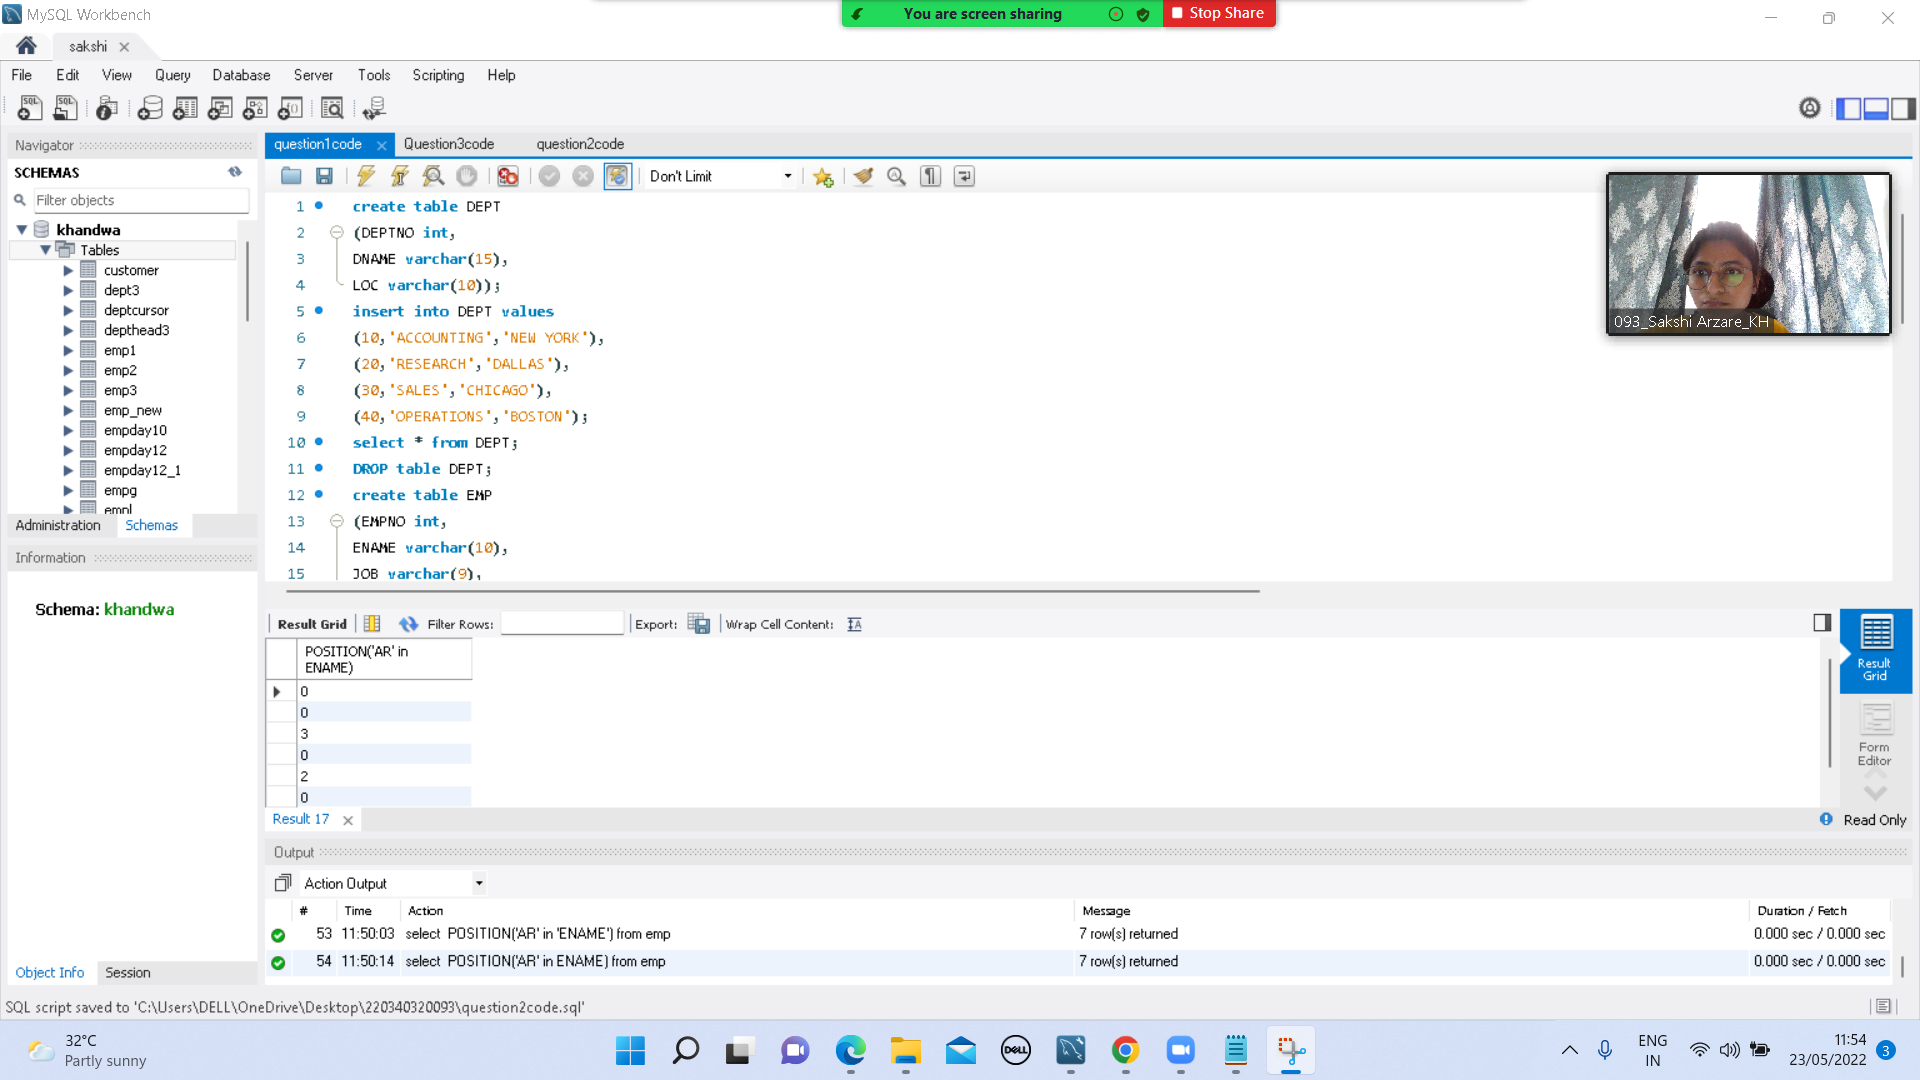 MySQL Workbench
You are screen sharing
Stop Share
sakshi
File Edit View Query Database Server Tools Scripting Help
Navigator
SCHEMAS
Filter objects
khandwa
Tables
customer
dept3
deptcursor
depthead3
emp1
emp2
emp3
emp_new
empday10
empday12
empday12_1
empg
empl
Administration Schemas
Information
Schema: khandwa
Object Info Session
question1code Question3code question2code
Don't Limit
1 create table DEPT
2 (DEPTNO int,
3 DNAME varchar(15),
4 LOC varchar(10));
5 insert into DEPT values
6 (10,'ACCOUNTING','NEW YORK'),
7 (20,'RESEARCH','DALLAS'),
8 (30,'SALES','CHICAGO'),
9 (40,'OPERATIONS','BOSTON');
10 select * from DEPT;
11 DROP table DEPT;
12 create table EMP
13 (EMPNO int,
14 ENAME varchar(10),
15 JOB varchar(9),
093_Sakshi Arzare_KH
Result Grid Filter Rows: Export: Wrap Cell Content:
POSITION('AR' in
ENAME)
0
0
3
0
2
0
Result
Grid
Form
Editor
Result 17
Read Only
Output
Action Output
# Time Action Message Duration / Fetch
53 11:50:03 select POSITION('AR' in 'ENAME') from emp 7 row(s) returned 0.000 sec / 0.000 sec
54 11:50:14 select POSITION('AR' in ENAME) from emp 7 row(s) returned 0.000 sec / 0.000 sec
SQL script saved to 'C:\Users\DELL\OneDrive\Desktop\220340320093\question2code.sql'
32°C
Partly sunny
DELL
ENG
IN
11:54
23/05/2022
3